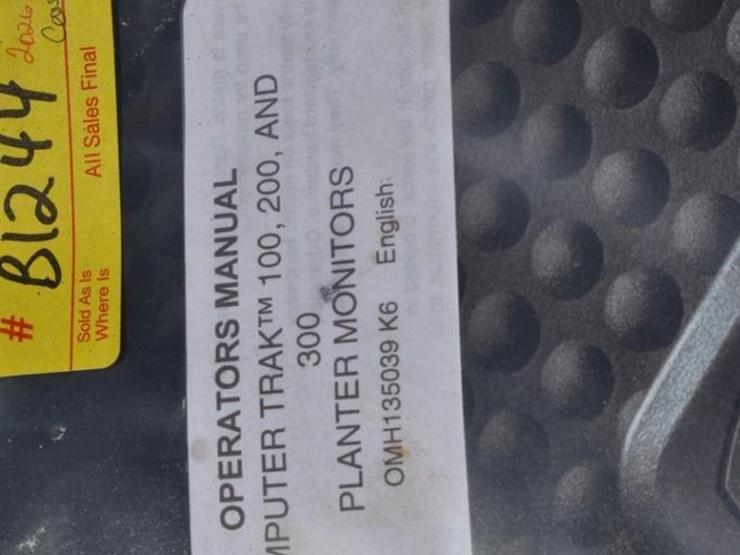 # B1244
Sold As Is
Where Is
All Sales Final
OPERATORS MANUAL
MPUTER TRAK™ 100, 200, AND
300
PLANTER MONITORS
OMH135039 K6 English